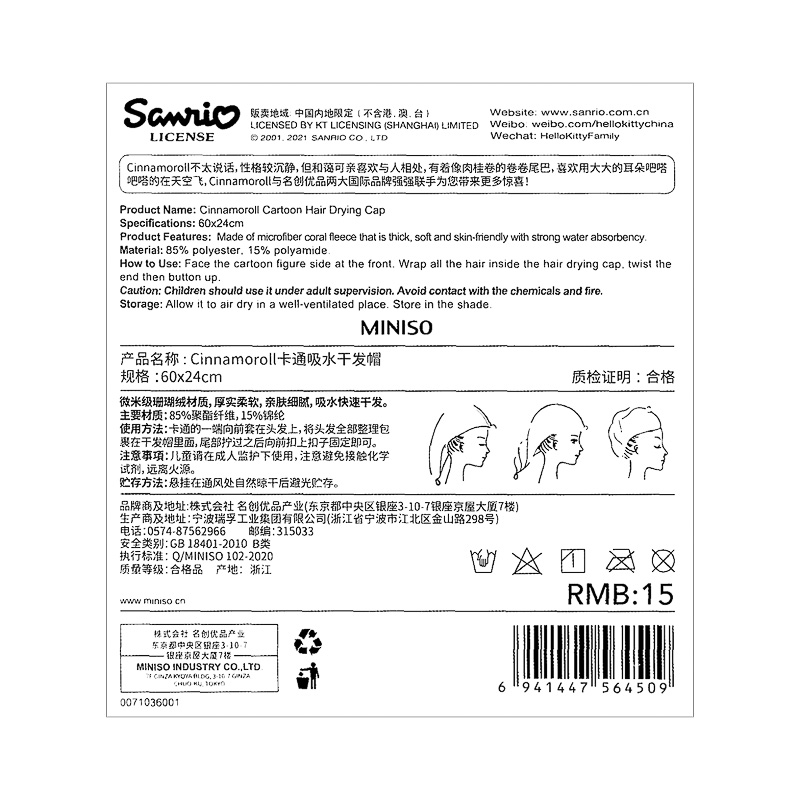 Sanrio
LICENSE
贩卖地域: 中国内地限定 (不含港.澳.台)
LICENSED BY KT LICENSING (SHANGHAI) LIMITED
© 2001, 2021 SANRIO CO., LTD.
Website: www.sanrio.com.cn
Weibo: weibo.com/hellokittychina
Wechat: HelloKittyFamily
Cinnamoroll不太说话，性格较沉静，但和蔼可亲喜欢与人相处，有着像肉桂卷的卷卷尾巴，喜欢用大大的耳朵吧嗒
吧嗒的在天空飞，Cinnamoroll与名创优品两大国际品牌强强联手为您带来更多惊喜！
Product Name: Cinnamoroll Cartoon Hair Drying Cap
Specifications: 60x24cm
Product Features: Made of microfiber coral fleece that is thick, soft and skin-friendly with strong water absorbency.
Material: 85% polyester, 15% polyamide.
How to Use: Face the cartoon figure side at the front. Wrap all the hair inside the hair drying cap, twist the
end then button up.
Caution: Children should use it under adult supervision. Avoid contact with the chemicals and fire.
Storage: Allow it to air dry in a well-ventilated place. Store in the shade.
MINISO
产品名称：Cinnamoroll卡通吸水干发帽
规格：60x24cm
质检证明：合格
微米级珊瑚绒材质，厚实柔软，亲肤细腻，吸水快速干发。
主要材质：85%聚酯纤维，15%锦纶
使用方法：卡通的一端向前套在头发上，将头发全部整理包
裹在干发帽里面，尾部拧过之后向前扣上扣子固定即可。
注意事项：儿童请在成人监护下使用，注意避免接触化学
试剂，远离火源。
贮存方法：悬挂在通风处自然晾干后避光贮存。
品牌商及地址：株式会社 名创优品产业(东京都中央区银座3-10-7银座京屋大厦7楼)
生产商及地址：宁波瑞孚工业集团有限公司(浙江省宁波市江北区金山路298号)
电话：0574-87562966 邮编：315033
安全类别：GB 18401-2010 B类
执行标准：Q/MINISO 102-2020
质量等级：合格品 产地：浙江
RMB:15
www.miniso.cn
株式会社 名创优品产业
东京都中央区银座3-10-7
银座京屋大厦7楼
MINISO INDUSTRY CO.,LTD
7F GINZA KYOYA BLDG, 3-10-7 GINZA
CHUO-KU, TOKYO
0071036001
6 941447 564509